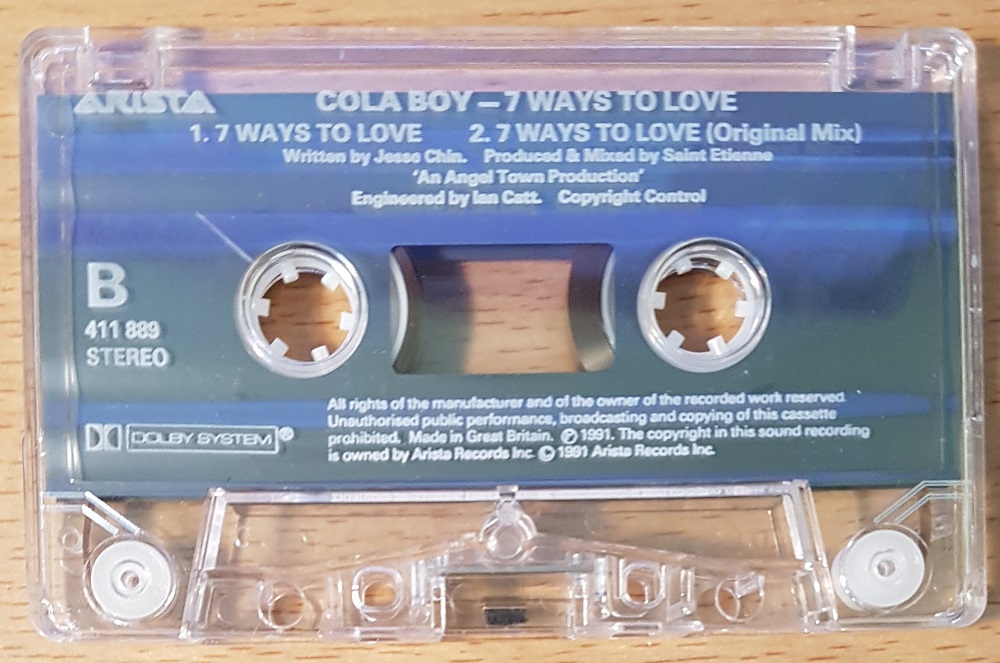 ARISTA
COLA BOY – 7 WAYS TO LOVE
1. 7 WAYS TO LOVE 2. 7 WAYS TO LOVE (Original Mix)
Written by Jesse Chin. Produced & Mixed by Saint Etienne
'An Angel Town Production'
Engineered by Ian Catt. Copyright Control
B
411 889
STEREO
DOLBY SYSTEM®
All rights of the manufacturer and of the owner of the recorded work reserved
Unauthorised public performance, broadcasting and copying of this cassette
prohibited. Made in Great Britain. ℗ 1991. The copyright in this sound recording
is owned by Arista Records Inc. © 1991 Arista Records Inc.